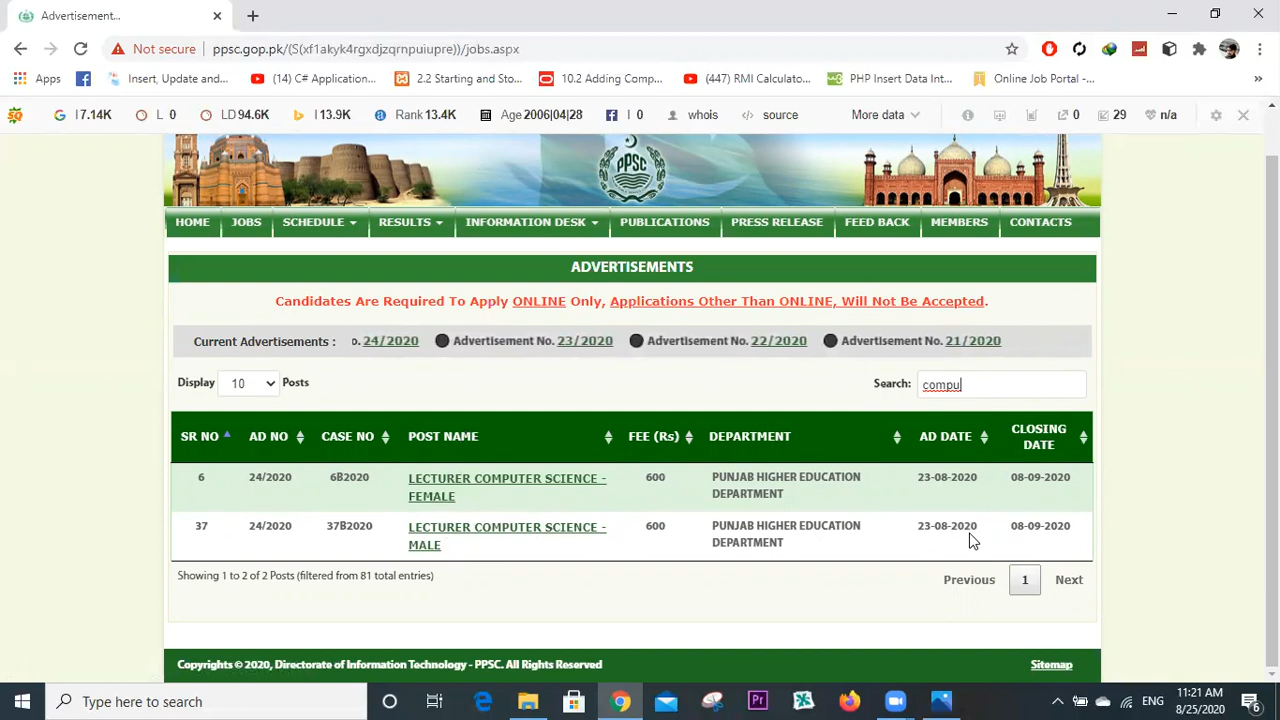 Advertisement...
Not secure ppsc.gop.pk/(S(xf1akyk4rgxdjzqrnpuiupre))/jobs.aspx
Apps Insert, Update and... (14) C# Application... 2.2 Starting and Sto... 10.2 Adding Comp... (447) RMI Calculato... PHP Insert Data Int... Online Job Portal -... »
I 7.14K L 0 LD 94.6K I 13.9K Rank 13.4K Age 2006|04|28 I 0 whois source More data 0 29 n/a
PPSC
HOME JOBS SCHEDULE RESULTS INFORMATION DESK PUBLICATIONS PRESS RELEASE FEED BACK MEMBERS CONTACTS
ADVERTISEMENTS
Candidates Are Required To Apply ONLINE Only, Applications Other Than ONLINE, Will Not Be Accepted.
Current Advertisements : o. 24/2020 Advertisement No. 23/2020 Advertisement No. 22/2020 Advertisement No. 21/2020
Display 10 Posts Search: compu
SR NO AD NO CASE NO POST NAME FEE (Rs) DEPARTMENT AD DATE CLOSING DATE
6 24/2020 6B2020 LECTURER COMPUTER SCIENCE - FEMALE 600 PUNJAB HIGHER EDUCATION DEPARTMENT 23-08-2020 08-09-2020
37 24/2020 37B2020 LECTURER COMPUTER SCIENCE - MALE 600 PUNJAB HIGHER EDUCATION DEPARTMENT 23-08-2020 08-09-2020
Showing 1 to 2 of 2 Posts (filtered from 81 total entries)
Previous 1 Next
Copyrights © 2020, Directorate of Information Technology - PPSC. All Rights Reserved Sitemap
Type here to search
ENG
11:21 AM
8/25/2020
6